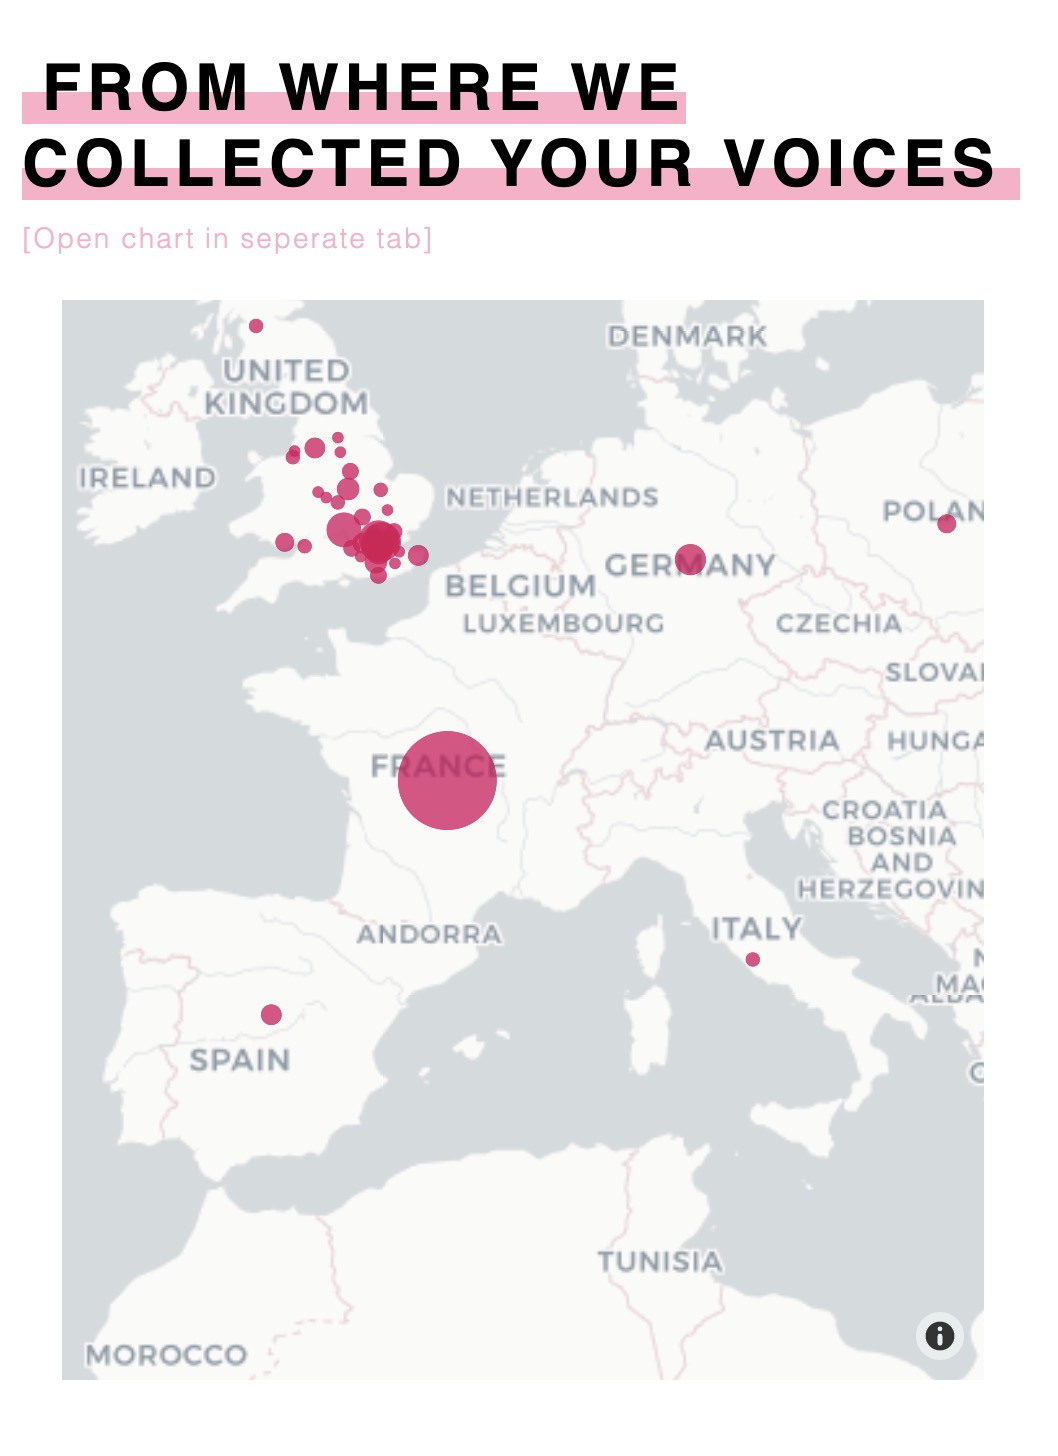 FROM WHERE WE
COLLECTED YOUR VOICES
[Open chart in seperate tab]
DENMARK
UNITED
KINGDOM
IRELAND
NETHERLANDS
POLAN
GERMANY
BELGIUM
LUXEMBOURG
CZECHIA
SLOVA
AUSTRIA
HUNGA
FRANCE
CROATIA
BOSNIA
AND
HERZEGOVIN
ITALY
ANDORRA
N
MA
ALBA
SPAIN
TUNISIA
MOROCCO